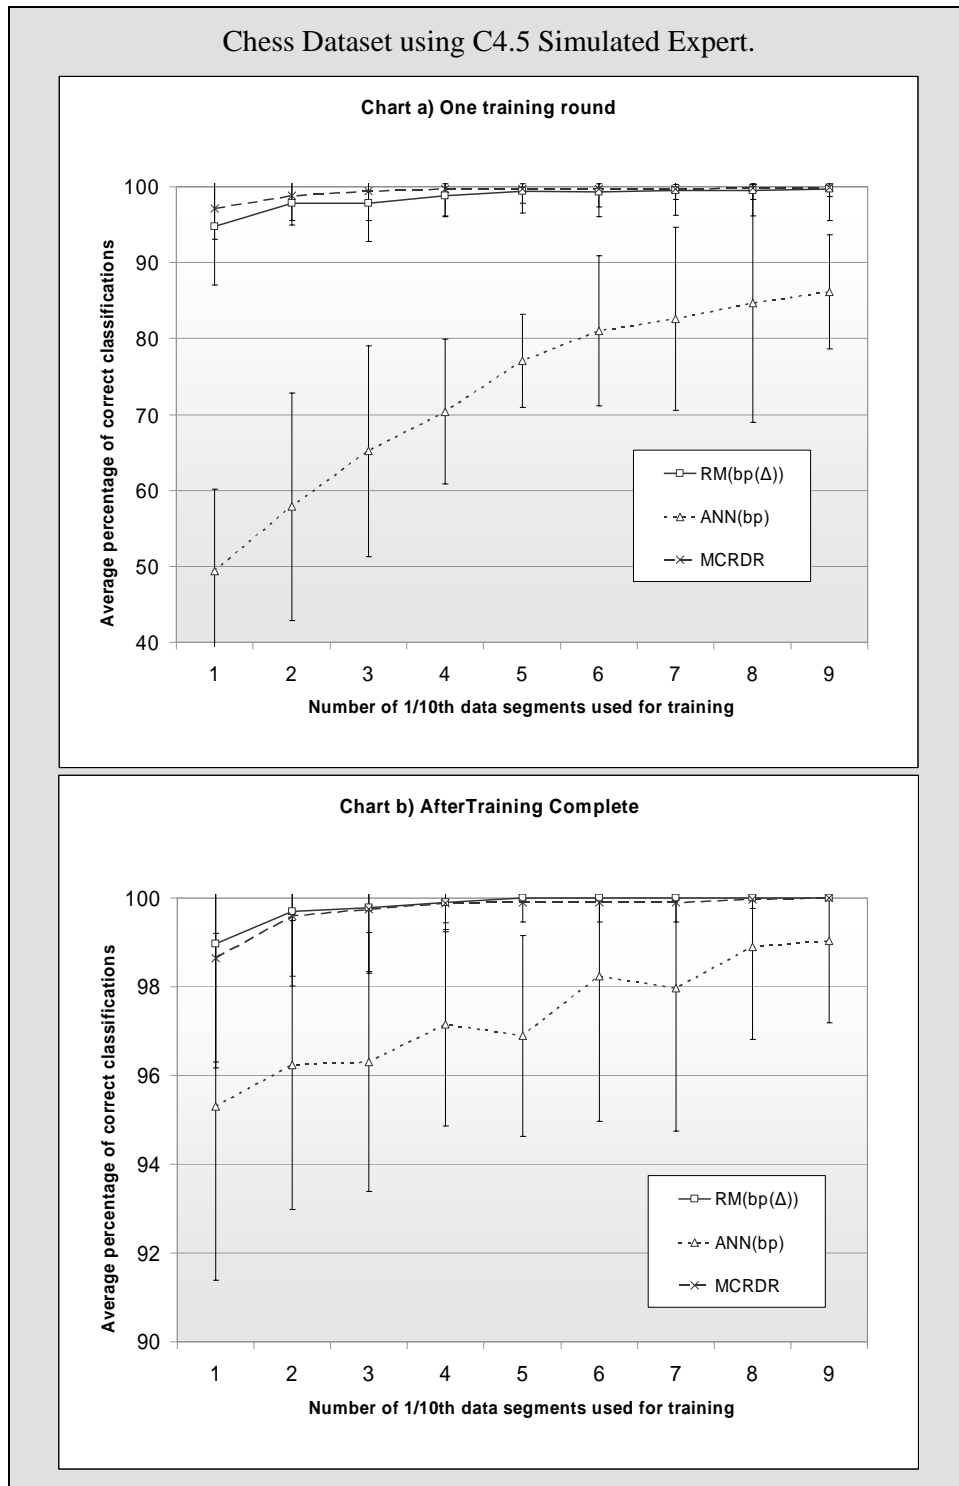 Chess Dataset using C4.5 Simulated Expert.
Chart a) One training round
Average percentage of correct classifications
100
90
80
70
60
50
40
RM(bp(Δ))
ANN(bp)
MCRDR
1 2 3 4 5 6 7 8 9
Number of 1/10th data segments used for training
Chart b) AfterTraining Complete
Average percentage of correct classifications
100
98
96
94
92
90
RM(bp(Δ))
ANN(bp)
MCRDR
1 2 3 4 5 6 7 8 9
Number of 1/10th data segments used for training